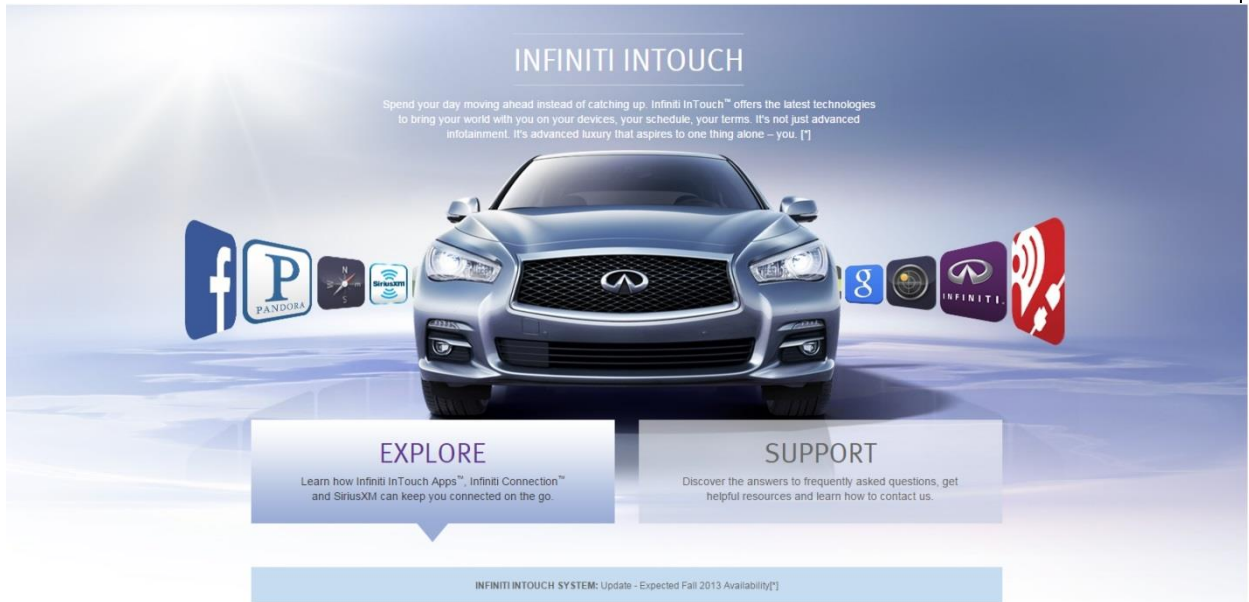 INFINITI INTOUCH
Spend your day moving ahead instead of catching up. Infiniti InTouch™ offers the latest technologies
to bring your world with you on your devices, your schedule, your terms. It's not just advanced
infotainment. It's advanced luxury that aspires to one thing alone – you. [*]
f
P
PANDORA
N
S
SiriusXM
g
INFINITI.
EXPLORE
Learn how Infiniti InTouch Apps™, Infiniti Connection™
and SiriusXM can keep you connected on the go.
SUPPORT
Discover the answers to frequently asked questions, get
helpful resources and learn how to contact us.
INFINITI INTOUCH SYSTEM: Update - Expected Fall 2013 Availability[*]